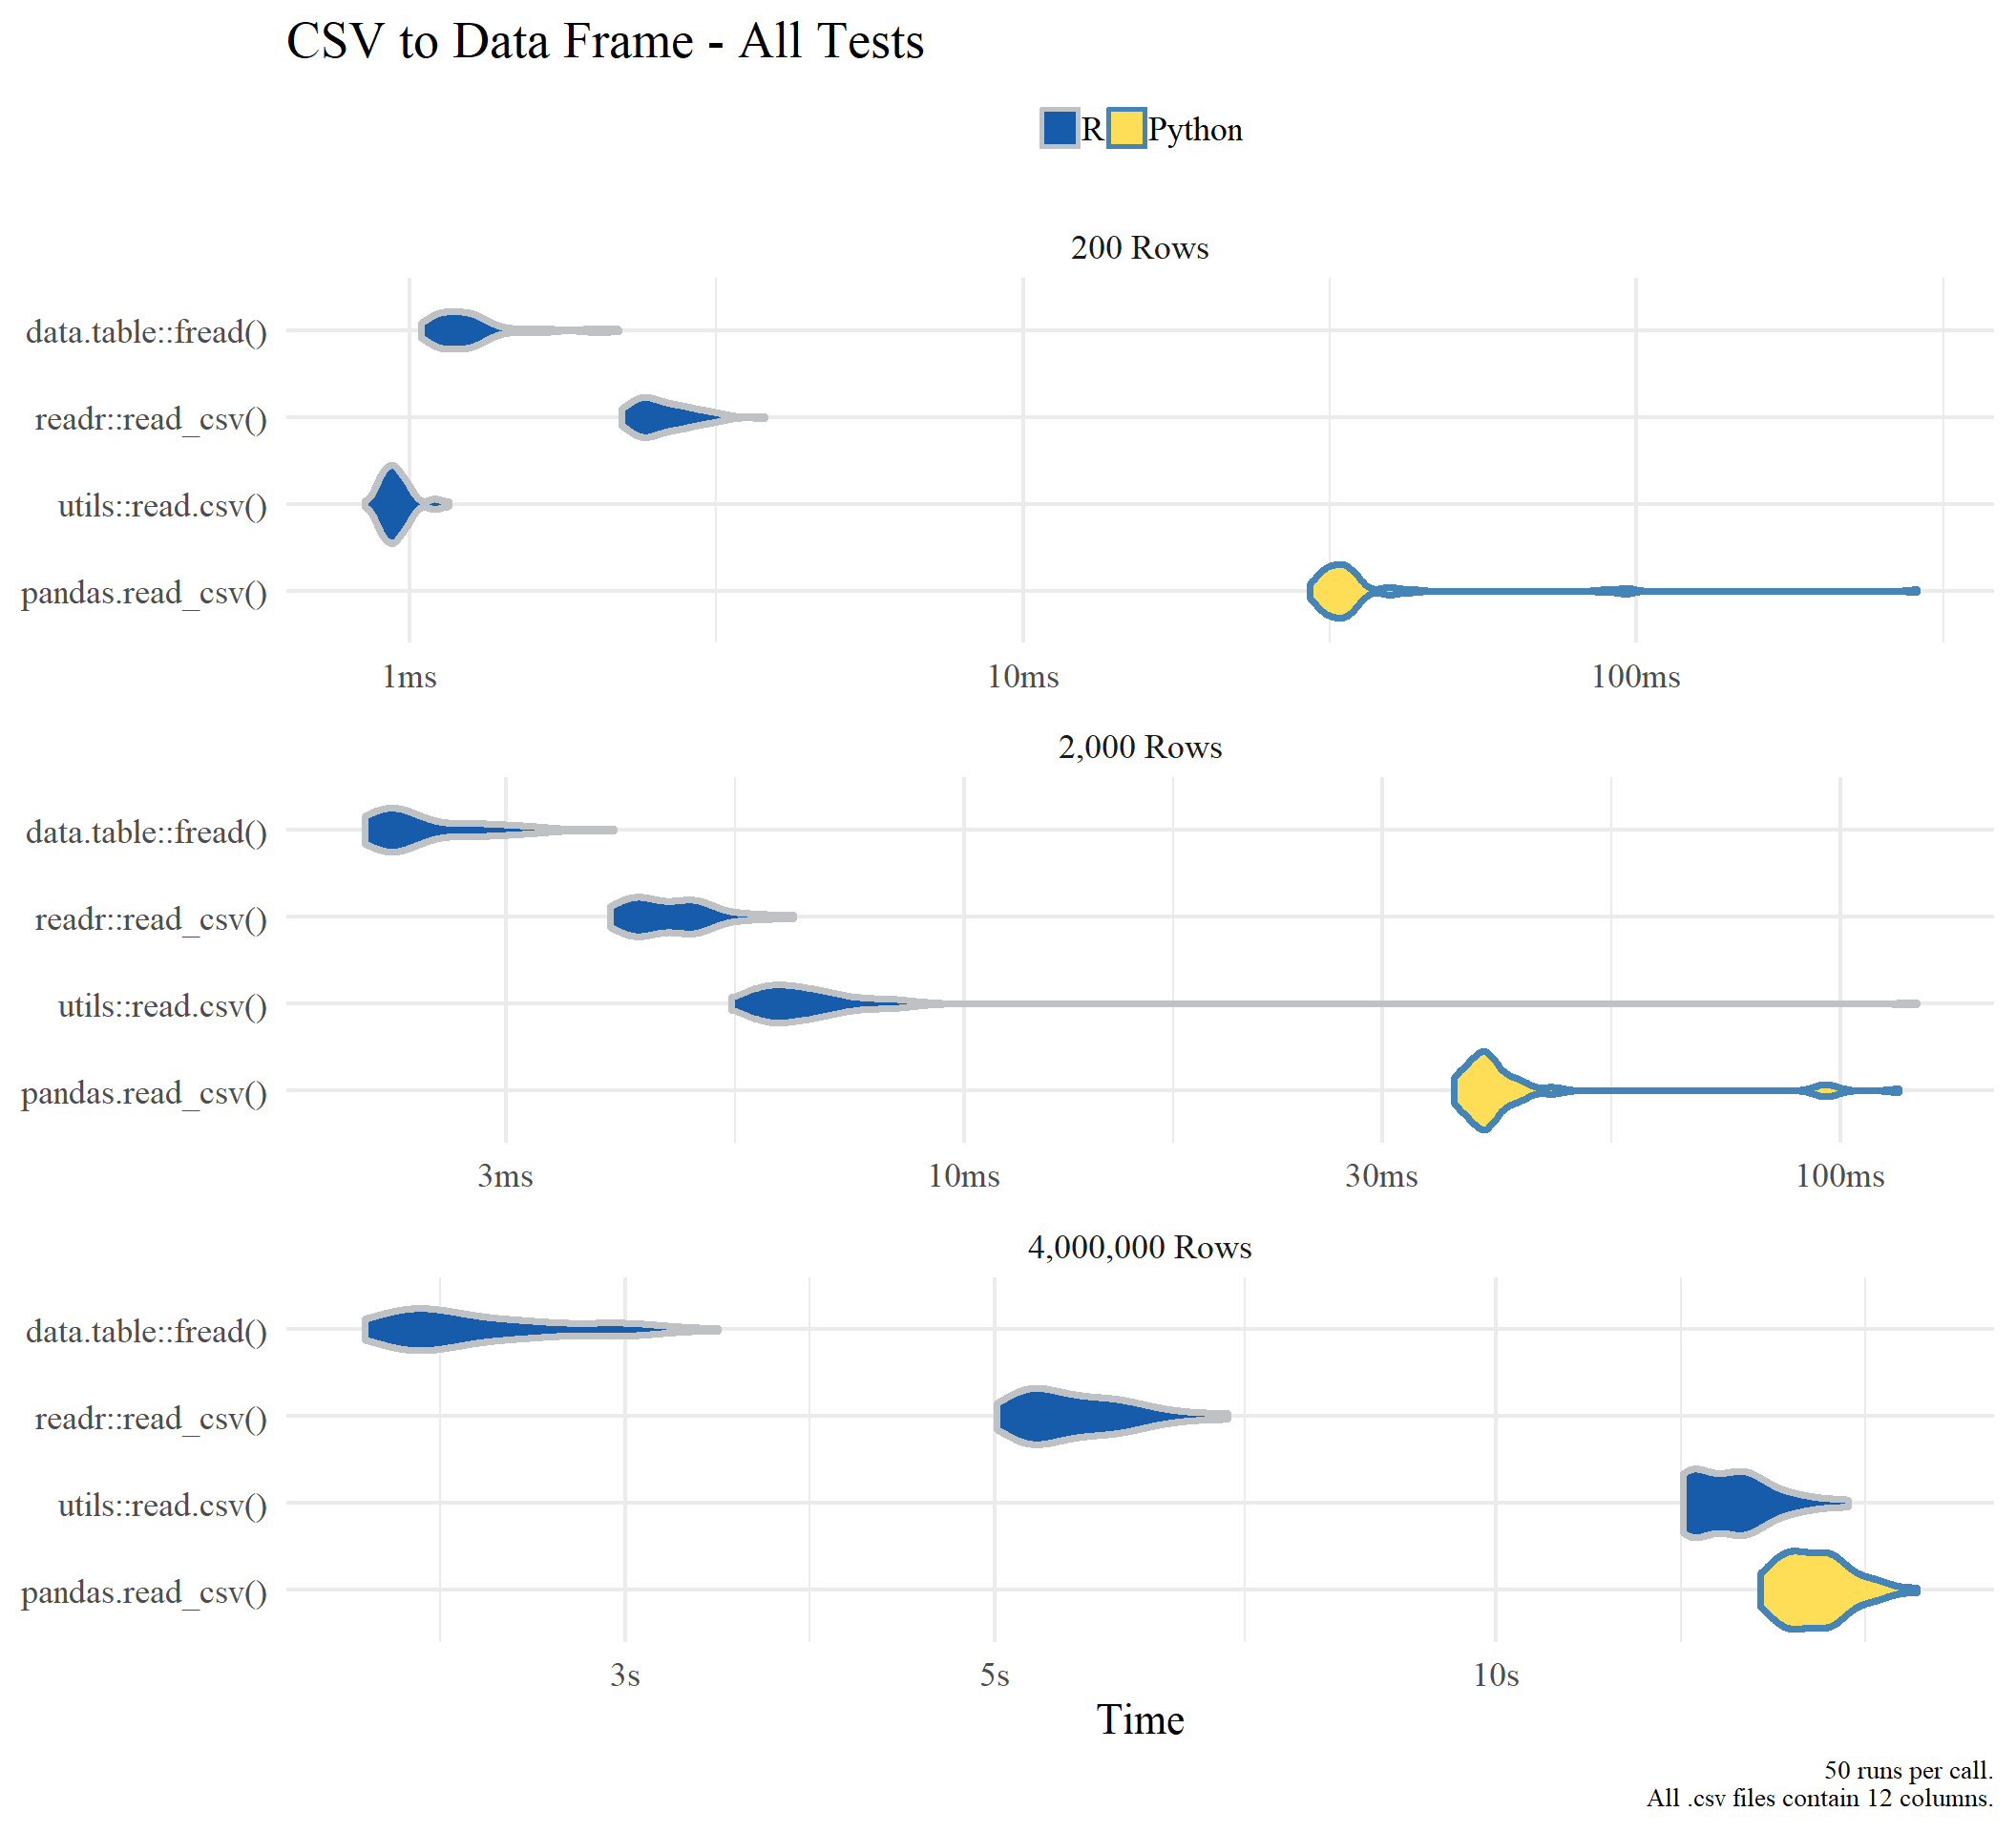 CSV to Data Frame - All Tests
R Python
200 Rows
data.table::fread()
readr::read_csv()
utils::read.csv()
pandas.read_csv()
1ms 10ms 100ms
2,000 Rows
data.table::fread()
readr::read_csv()
utils::read.csv()
pandas.read_csv()
3ms 10ms 30ms 100ms
4,000,000 Rows
data.table::fread()
readr::read_csv()
utils::read.csv()
pandas.read_csv()
3s 5s 10s
Time
50 runs per call.
All .csv files contain 12 columns.